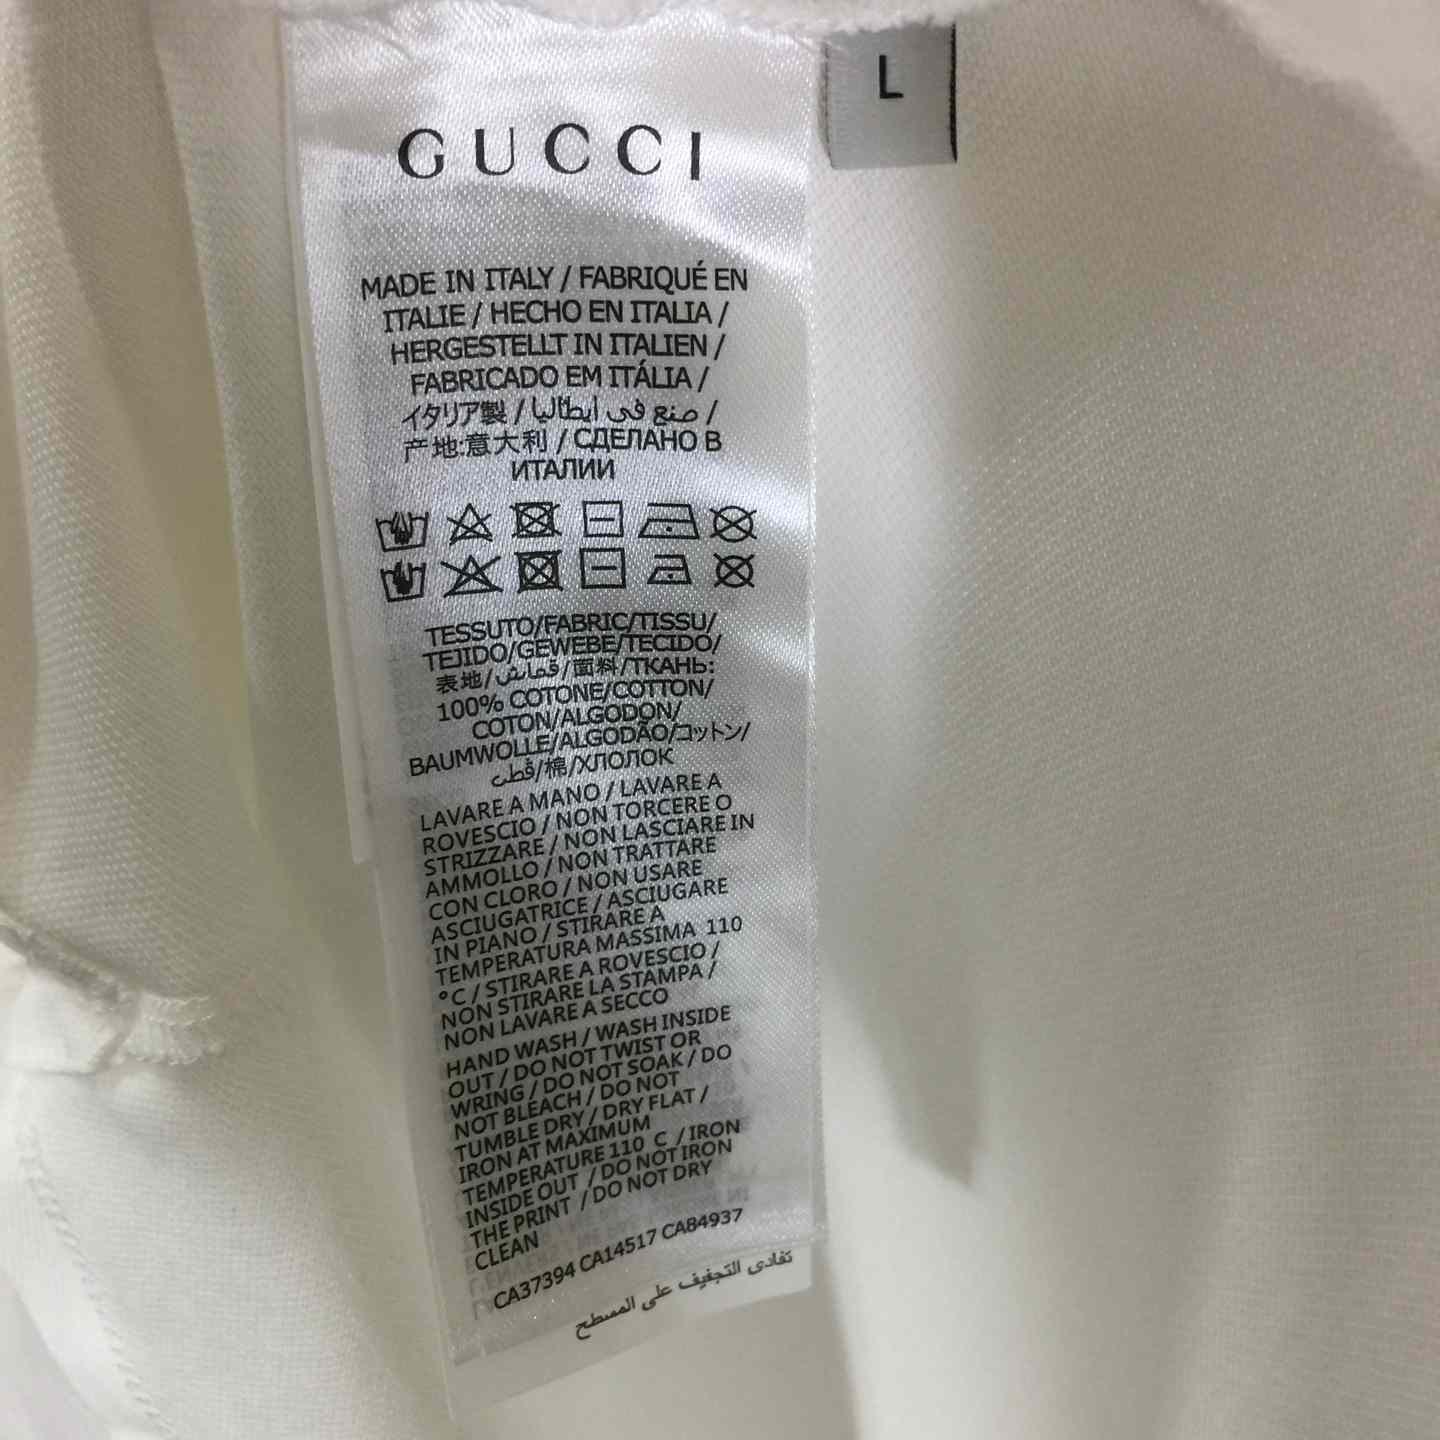 GUCCI
L
MADE IN ITALY / FABRIQUÉ EN
ITALIE / HECHO EN ITALIA /
HERGESTELLT IN ITALIEN /
FABRICADO EM ITÁLIA /
イタリア製 / صنع في إيطاليا /
产地:意大利 / СДЕЛАНО В
ИТАЛИИ
TESSUTO/FABRIC/TISSU/
TEJIDO/GEWEBE/TECIDO/
表地/قماش/面料/ТКАНЬ:
100% COTONE/COTTON/
COTON/ALGODON/
BAUMWOLLE/ALGODÃO/コットン/
قطن/棉/ХЛОПОК
LAVARE A MANO / LAVARE A
ROVESCIO / NON TORCERE O
STRIZZARE / NON LASCIARE IN
AMMOLLO / NON TRATTARE
CON CLORO / NON USARE
ASCIUGATRICE / ASCIUGARE
IN PIANO / STIRARE A
TEMPERATURA MASSIMA 110
°C / STIRARE A ROVESCIO /
NON STIRARE LA STAMPA /
NON LAVARE A SECCO
HAND WASH / WASH INSIDE
OUT / DO NOT TWIST OR
WRING / DO NOT SOAK / DO
NOT BLEACH / DO NOT
TUMBLE DRY / DRY FLAT /
IRON AT MAXIMUM
TEMPERATURE 110 C / IRON
INSIDE OUT / DO NOT IRON
THE PRINT / DO NOT DRY
CLEAN
CA37394 CA14517 CA84937
تفادى التجفيف على المسطح